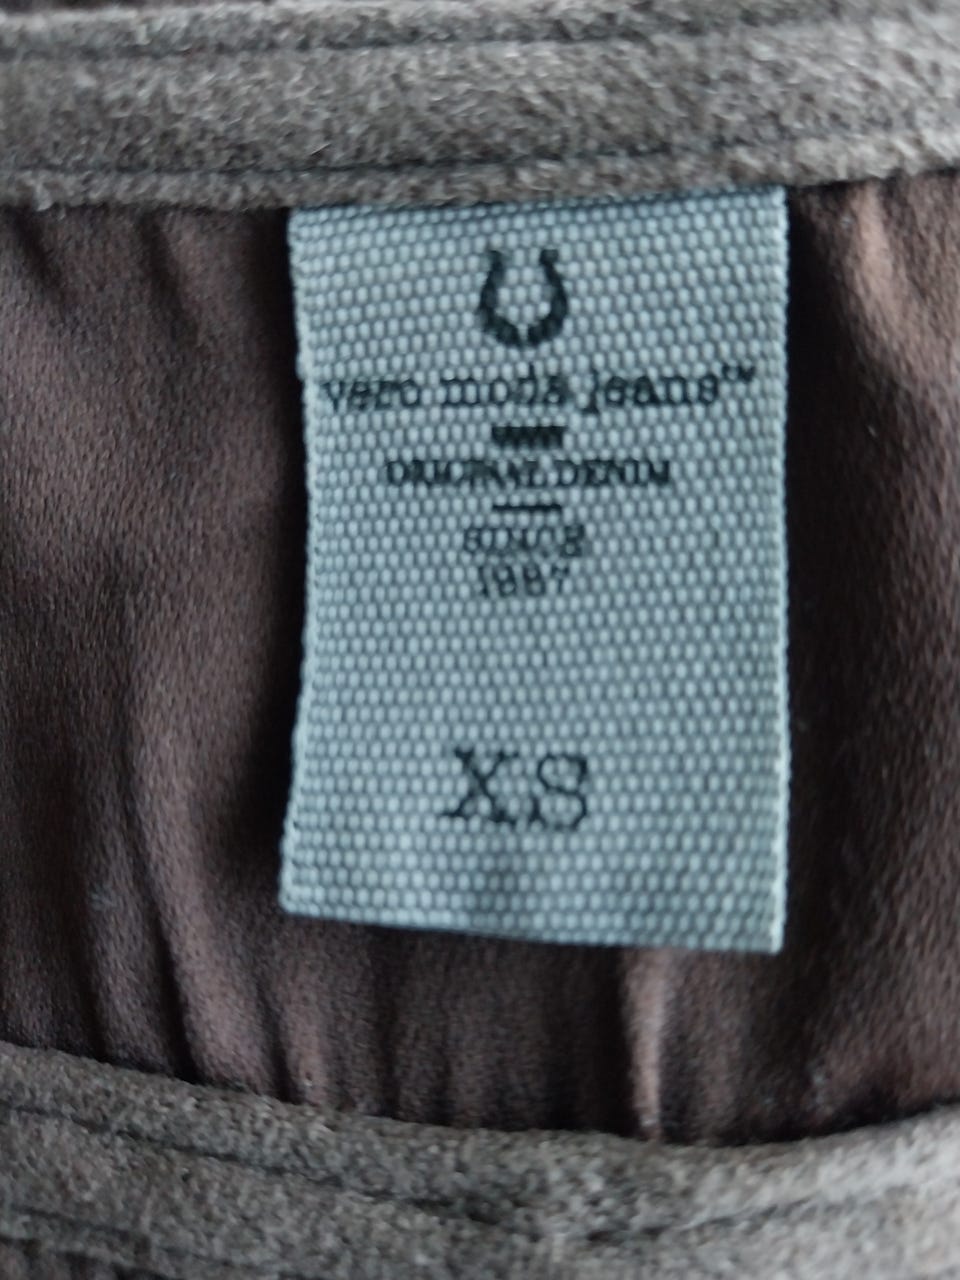 vero moda jeans™
ORIGINAL DENIM
SINCE
1987
XS